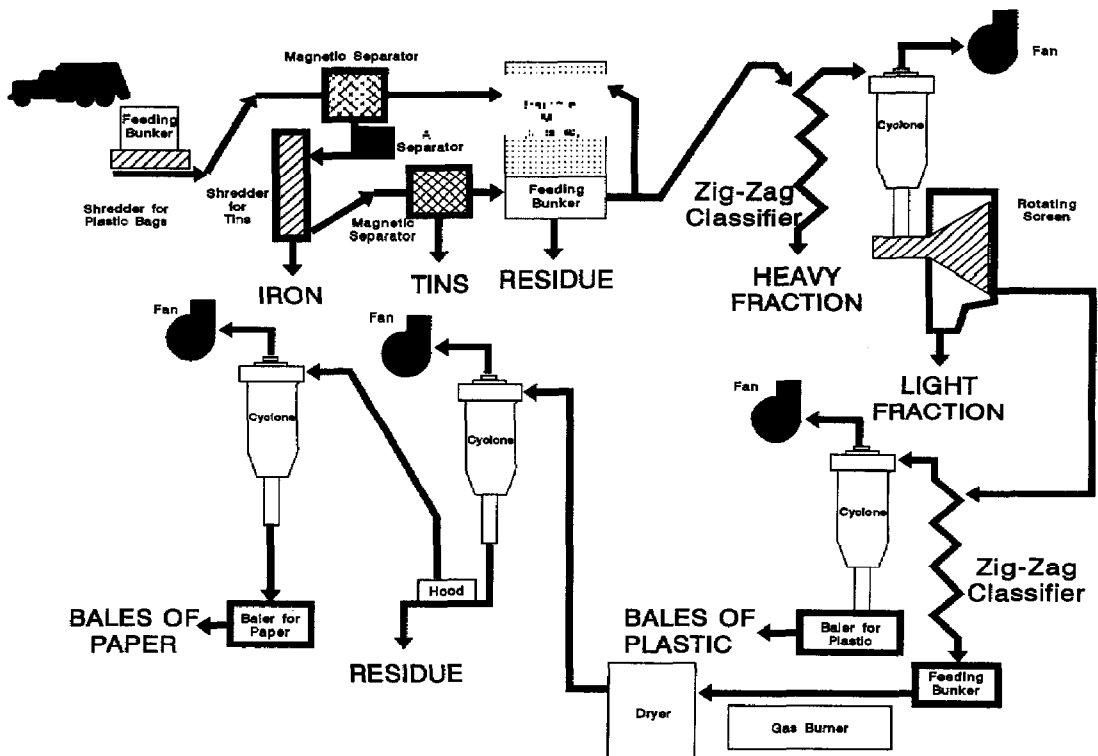 Magnetic Separator
Fan
Feeding
Bunker
Cyclone
A
Separator
Shredder for
Plastic Bags
Shredder
for
Tins
Magnetic
Separator
Feeding
Bunker
Zig-Zag
Classifier
Rotating
Screen
IRON
TINS
RESIDUE
HEAVY
FRACTION
LIGHT
FRACTION
Fan
Fan
Fan
Cyclone
Cyclone
Cyclone
Zig-Zag
Classifier
Hood
BALES OF
PAPER
Baler for
Paper
RESIDUE
BALES OF
PLASTIC
Baler for
Plastic
Feeding
Bunker
Dryer
Gas Burner